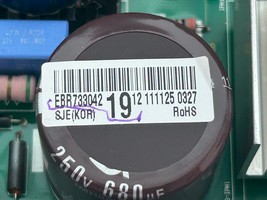 EBR733042 19 12 111125 0327
SJE(KOR) RoHS
250V 680µF